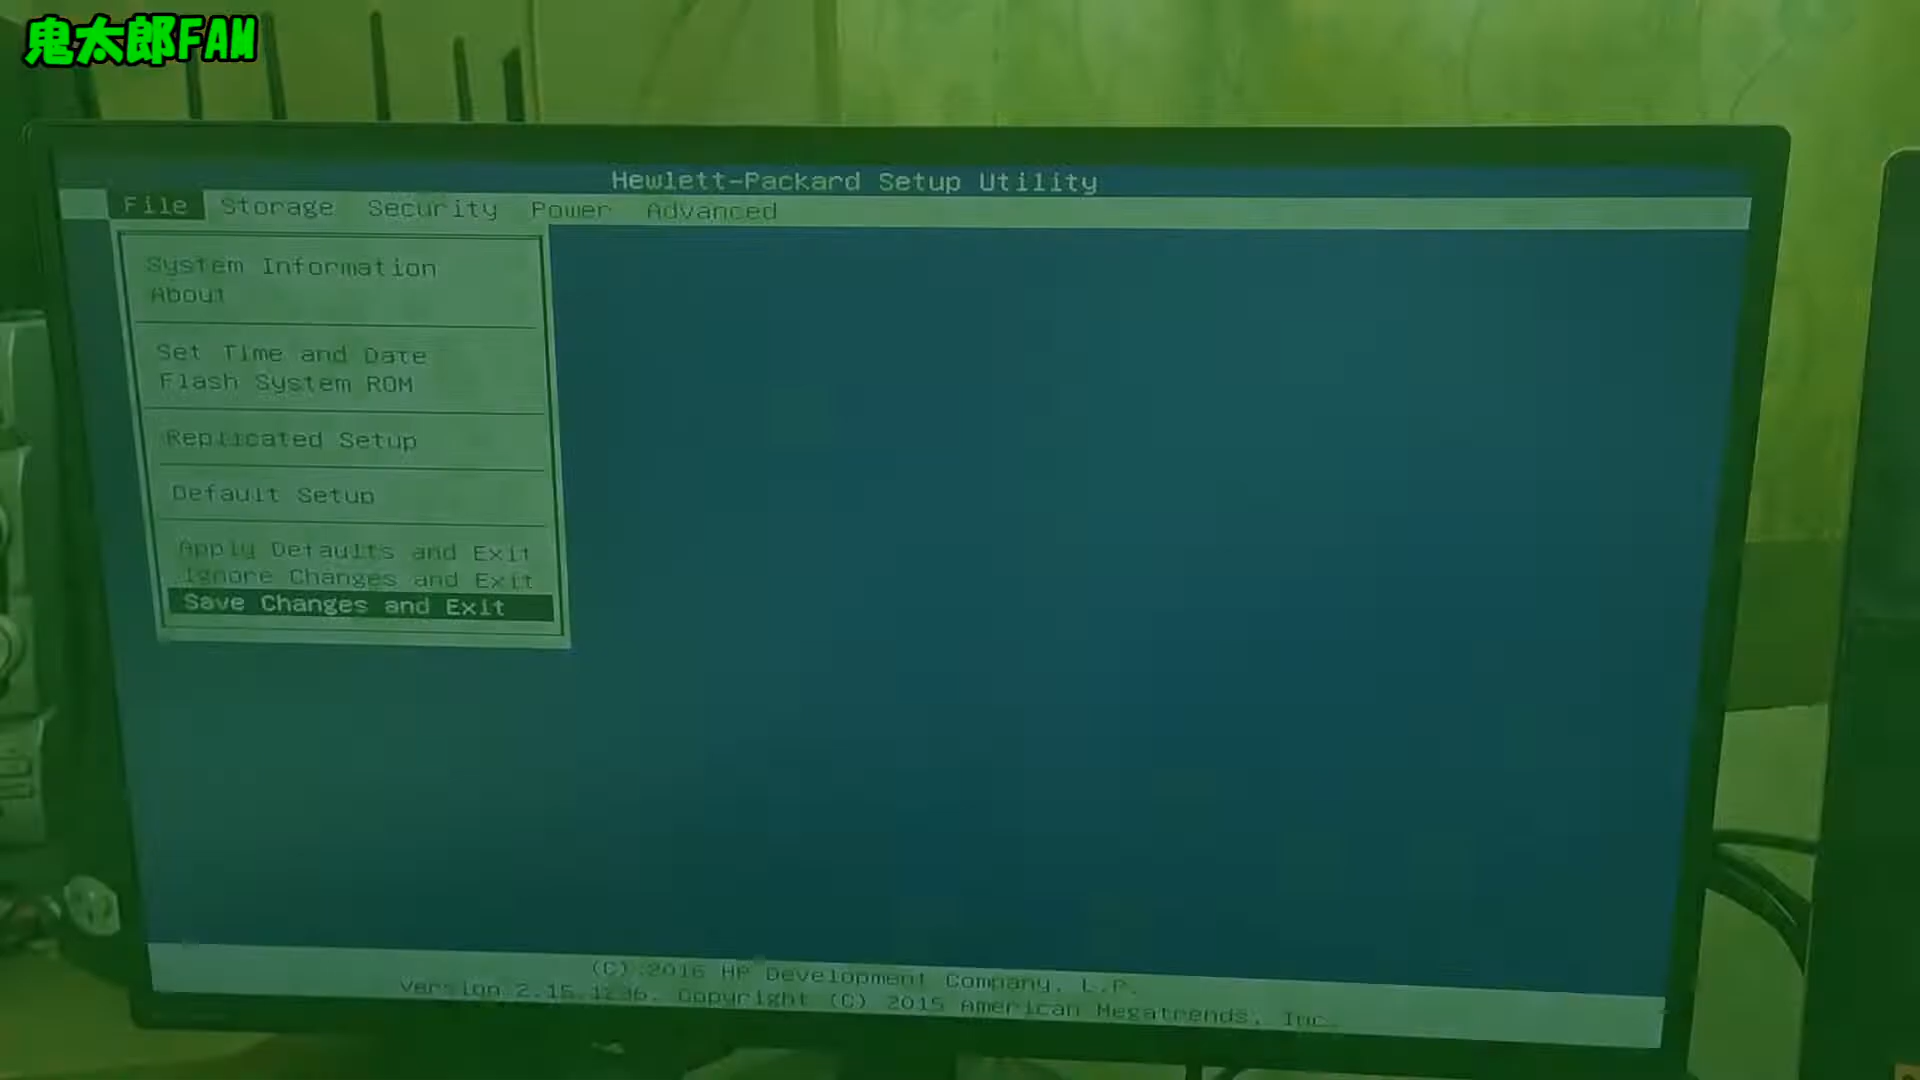 鬼太郎FAM
Hewlett-Packard Setup Utility
File Storage Security Power Advanced
System Information
About
Set Time and Date
Flash System ROM
Replicated Setup
Default Setup
Apply Defaults and Exit
Ignore Changes and Exit
Save Changes and Exit
(C) 2016 HP Development Company, L.P.
Version 2.15.1236. Copyright (C) 2015 American Megatrends, Inc.